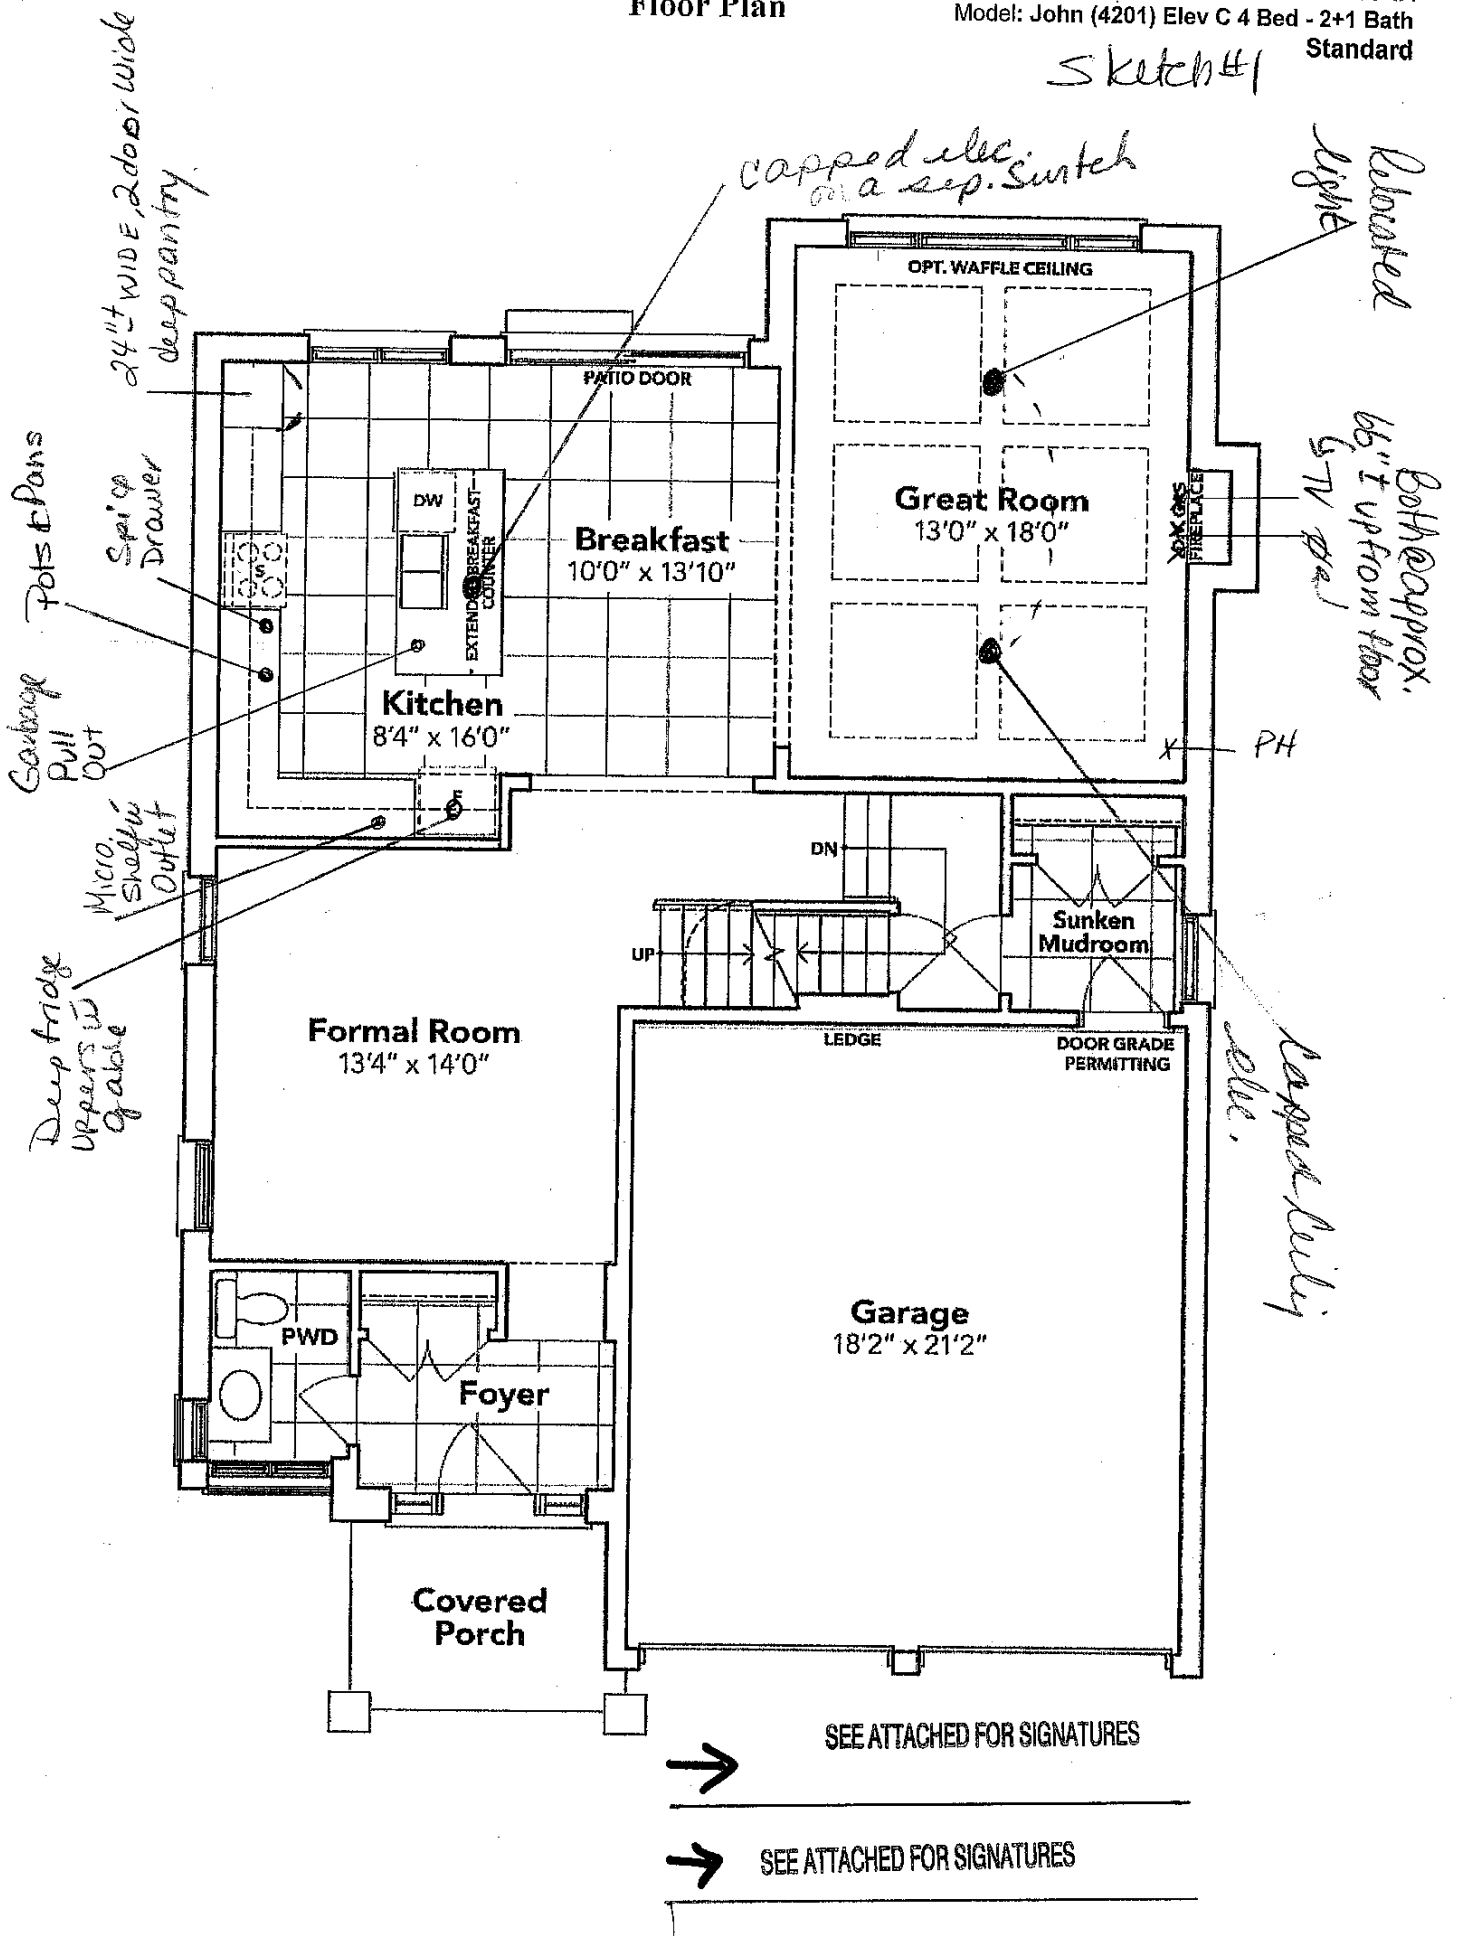 Floor Plan
Model: John (4201) Elev C 4 Bed - 2+1 Bath
Standard
Sketch #1
24"± WIDE, 2 door wide
deep pantry.
capped elec.
on a sep. switch
Relocated
light
OPT. WAFFLE CEILING
PATIO DOOR
Pots & Pans
Spice
Drawer
DW
EXTENDED BREAKFAST
COUNTER
S
Breakfast
10'0" x 13'10"
Great Room
13'0" x 18'0"
FIREPLACE
Both @ approx.
66"± up from floor
TV
Kitchen
8'4" x 16'0"
PH
Garbage
Pull
Out
F
Micro.
Shelf w
Outlet
DN
UP
Sunken
Mudroom
Deep fridge
uppers w
gable
Formal Room
13'4" x 14'0"
LEDGE
DOOR GRADE
PERMITTING
Capped Ceiling
elec.
PWD
Foyer
Garage
18'2" x 21'2"
Covered
Porch
SEE ATTACHED FOR SIGNATURES
SEE ATTACHED FOR SIGNATURES